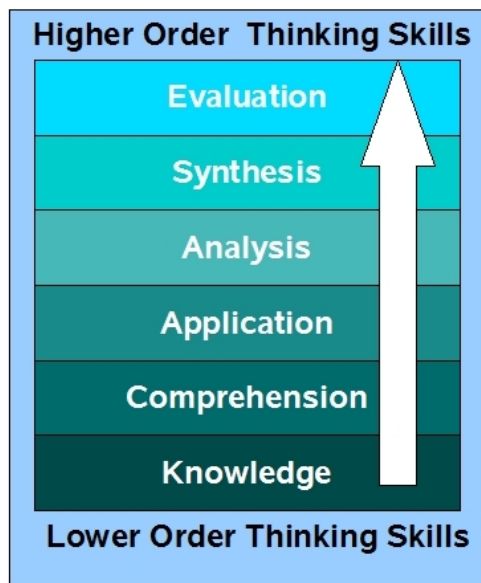 Higher Order Thinking Skills
Evaluation
Synthesis
Analysis
Application
Comprehension
Knowledge
Lower Order Thinking Skills